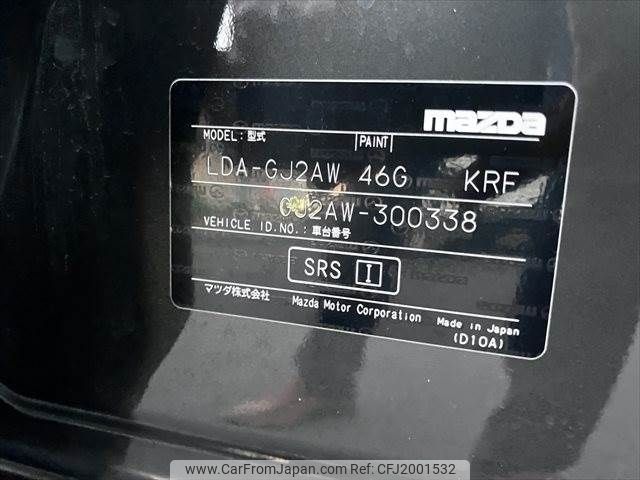 mazda
MODEL: 型式 PAINT
LDA-GJ2AW 46G KRF
GJ2AW-300338
VEHICLE ID.NO.: 車台番号
SRS I
マツダ株式会社 Mazda Motor Corporation Made in Japan
(D10A)
www.CarFromJapan.com Ref:CFJ2001532